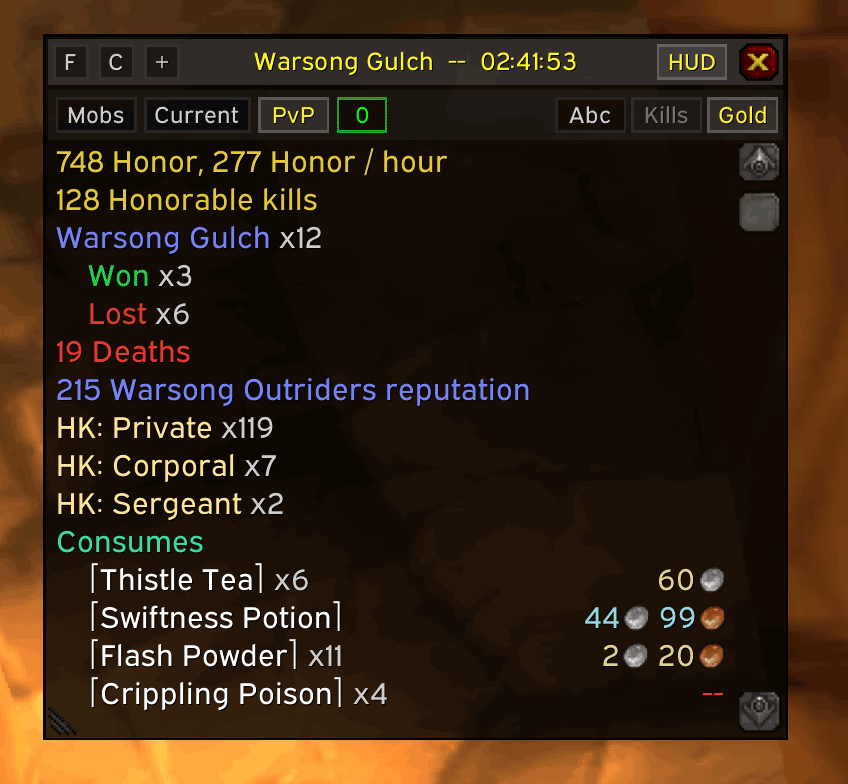 F C + Warsong Gulch -- 02:41:53 HUD X
Mobs Current PvP 0 Abc Kills Gold
748 Honor, 277 Honor / hour
128 Honorable kills
Warsong Gulch x12
Won x3
Lost x6
19 Deaths
215 Warsong Outriders reputation
HK: Private x119
HK: Corporal x7
HK: Sergeant x2
Consumes
[Thistle Tea] x6 60
[Swiftness Potion] 44 99
[Flash Powder] x11 2 20
[Crippling Poison] x4 --